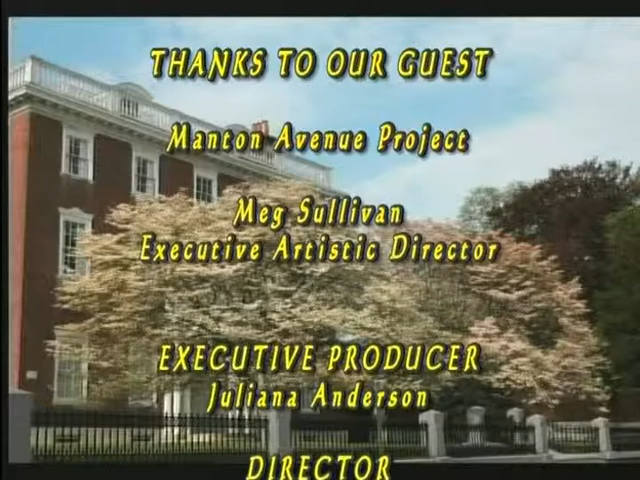 THANKS TO OUR GUEST
Manton Avenue Project
Meg Sullivan
Executive Artistic Director
EXECUTIVE PRODUCER
Juliana Anderson
DIRECTOR